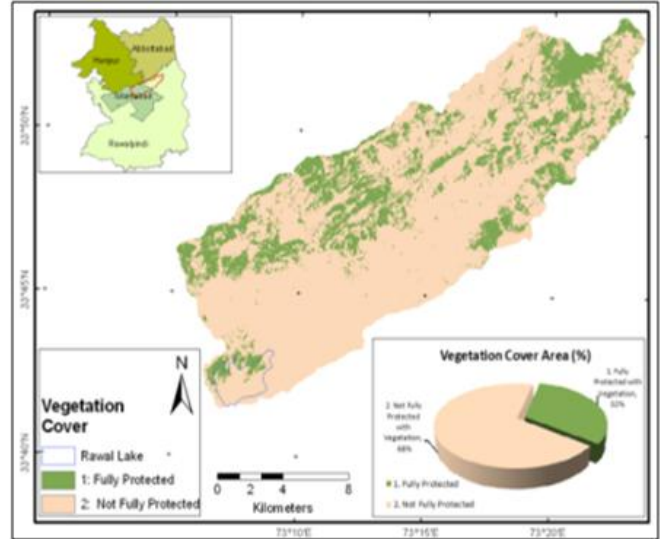 Abbottabad
Haripur
Islamabad
Rawalpindi
33°50'N
33°45'N
33°40'N
N
Vegetation
Cover
Rawal Lake
1: Fully Protected
2: Not Fully Protected
0 2 4 8
Kilometers
Vegetation Cover Area (%)
1. Fully
Protected with
Vegetation,
32%
2. Not Fully
Protected
with
Vegetation,
68%
1. Fully Protected
2. Not Fully Protected
73°10'E
73°15'E
73°20'E